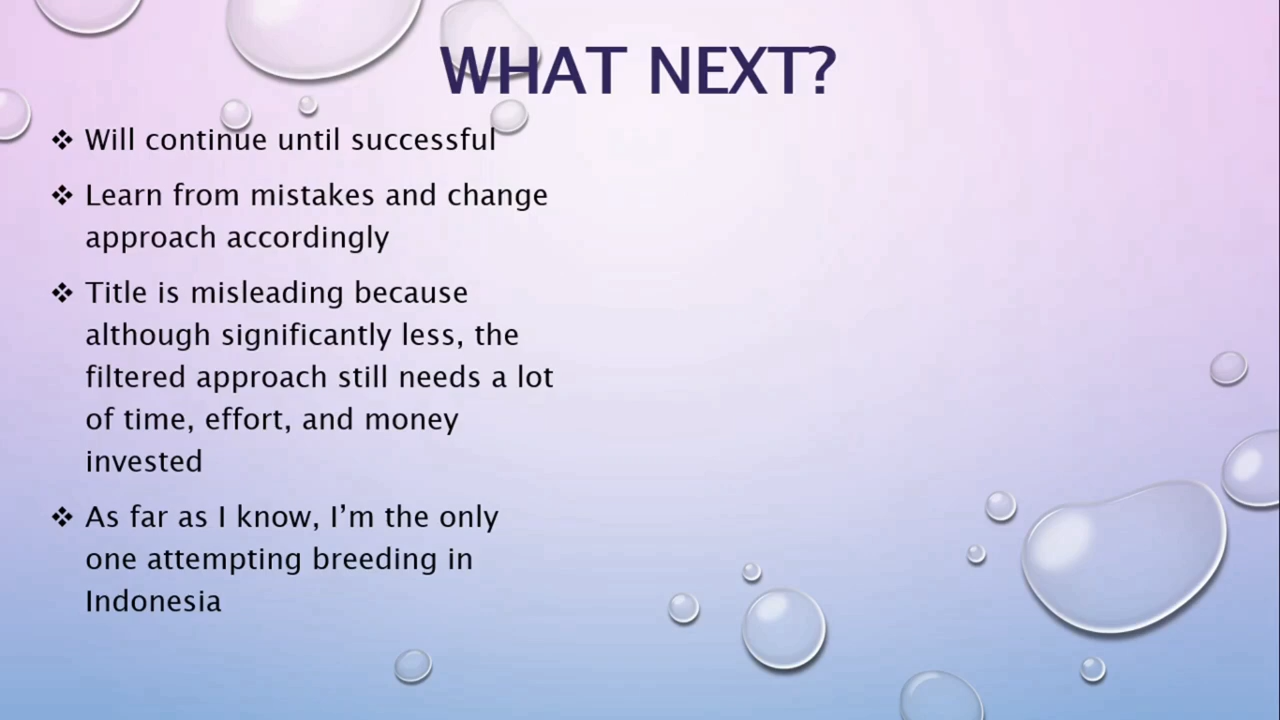 WHAT NEXT?
❖ Will continue until successful
❖ Learn from mistakes and change
approach accordingly
❖ Title is misleading because
although significantly less, the
filtered approach still needs a lot
of time, effort, and money
invested
❖ As far as I know, I’m the only
one attempting breeding in
Indonesia